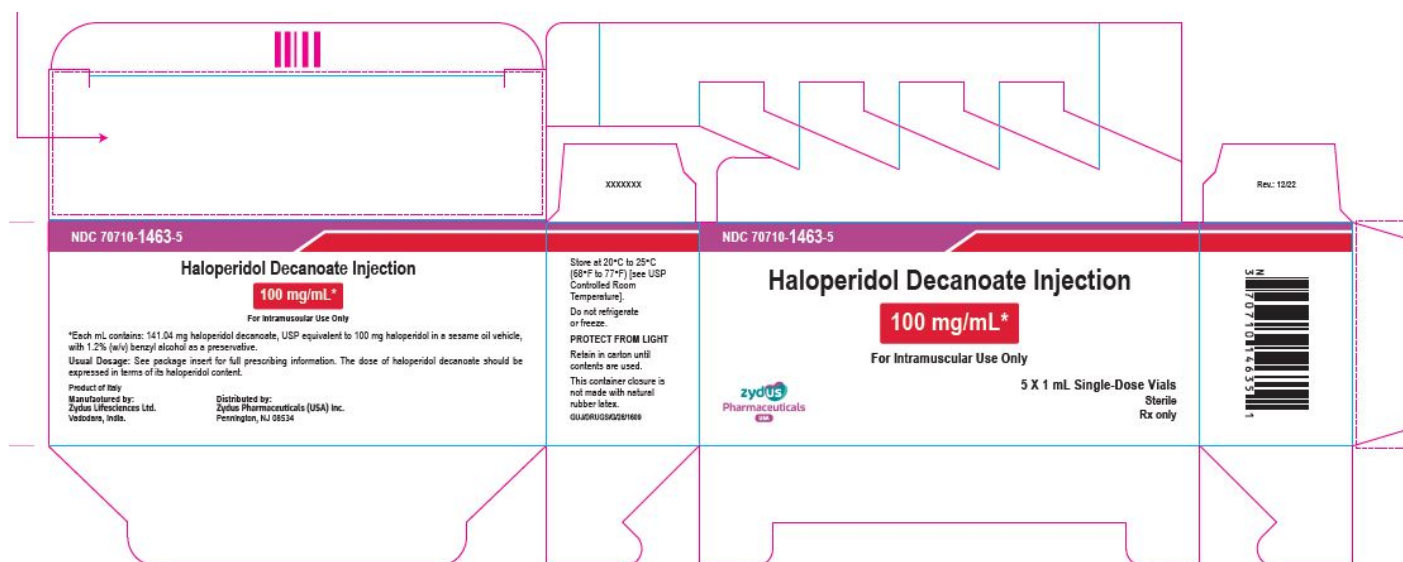 XXXXXXX
Rev.: 12/22
NDC 70710-1463-5
Haloperidol Decanoate Injection
100 mg/mL*
For Intramuscular Use Only
*Each mL contains: 141.04 mg haloperidol decanoate, USP equivalent to 100 mg haloperidol in a sesame oil vehicle,
with 1.2% (w/v) benzyl alcohol as a preservative.
Usual Dosage: See package insert for full prescribing information. The dose of haloperidol decanoate should be
expressed in terms of its haloperidol content.
Product of Italy
Manufactured by:
Zydus Lifesciences Ltd.
Vadodara, India.
Distributed by:
Zydus Pharmaceuticals (USA) Inc.
Pennington, NJ 08534
Store at 20°C to 25°C
(68°F to 77°F) [see USP
Controlled Room
Temperature].
Do not refrigerate
or freeze.
PROTECT FROM LIGHT
Retain in carton until
contents are used.
This container closure is
not made with natural
rubber latex.
GUJ/DRUGS/G/28/1609
NDC 70710-1463-5
Haloperidol Decanoate Injection
100 mg/mL*
For Intramuscular Use Only
5 X 1 mL Single-Dose Vials
Sterile
Rx only
zydus
Pharmaceuticals
USA
N
3 70710 14635 1